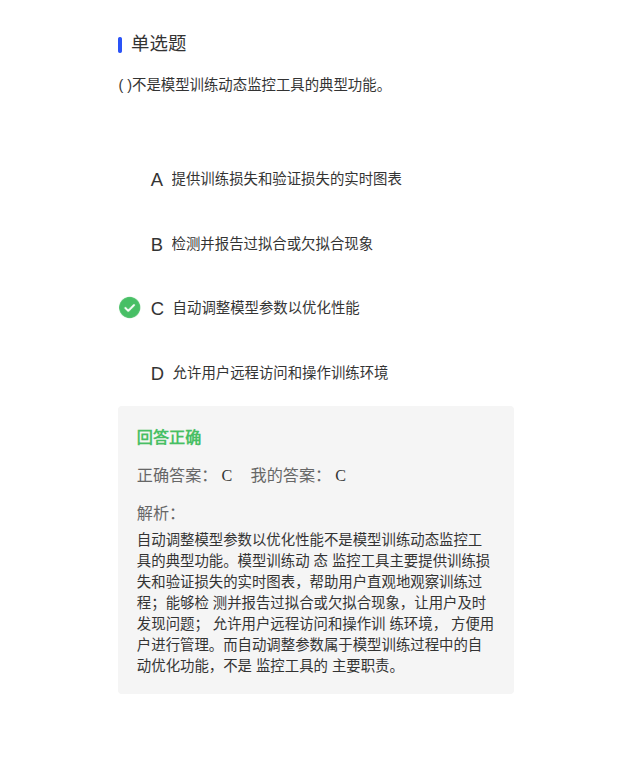 单选题
( )不是模型训练动态监控工具的典型功能。
A 提供训练损失和验证损失的实时图表
B 检测并报告过拟合或欠拟合现象
C 自动调整模型参数以优化性能
D 允许用户远程访问和操作训练环境
回答正确
正确答案： C 我的答案： C
解析：
自动调整模型参数以优化性能不是模型训练动态监控工
具的典型功能。模型训练动 态 监控工具主要提供训练损
失和验证损失的实时图表，帮助用户直观地观察训练过
程；能够检 测并报告过拟合或欠拟合现象，让用户及时
发现问题； 允许用户远程访问和操作训 练环境， 方便用
户进行管理。而自动调整参数属于模型训练过程中的自
动优化功能，不是 监控工具的 主要职责。